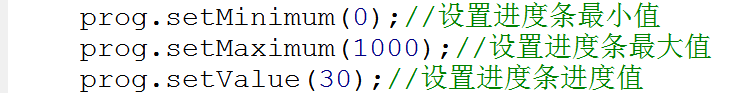 prog.setMinimum(0);//设置进度条最小值
prog.setMaximum(1000);//设置进度条最大值
prog.setValue(30);//设置进度条进度值